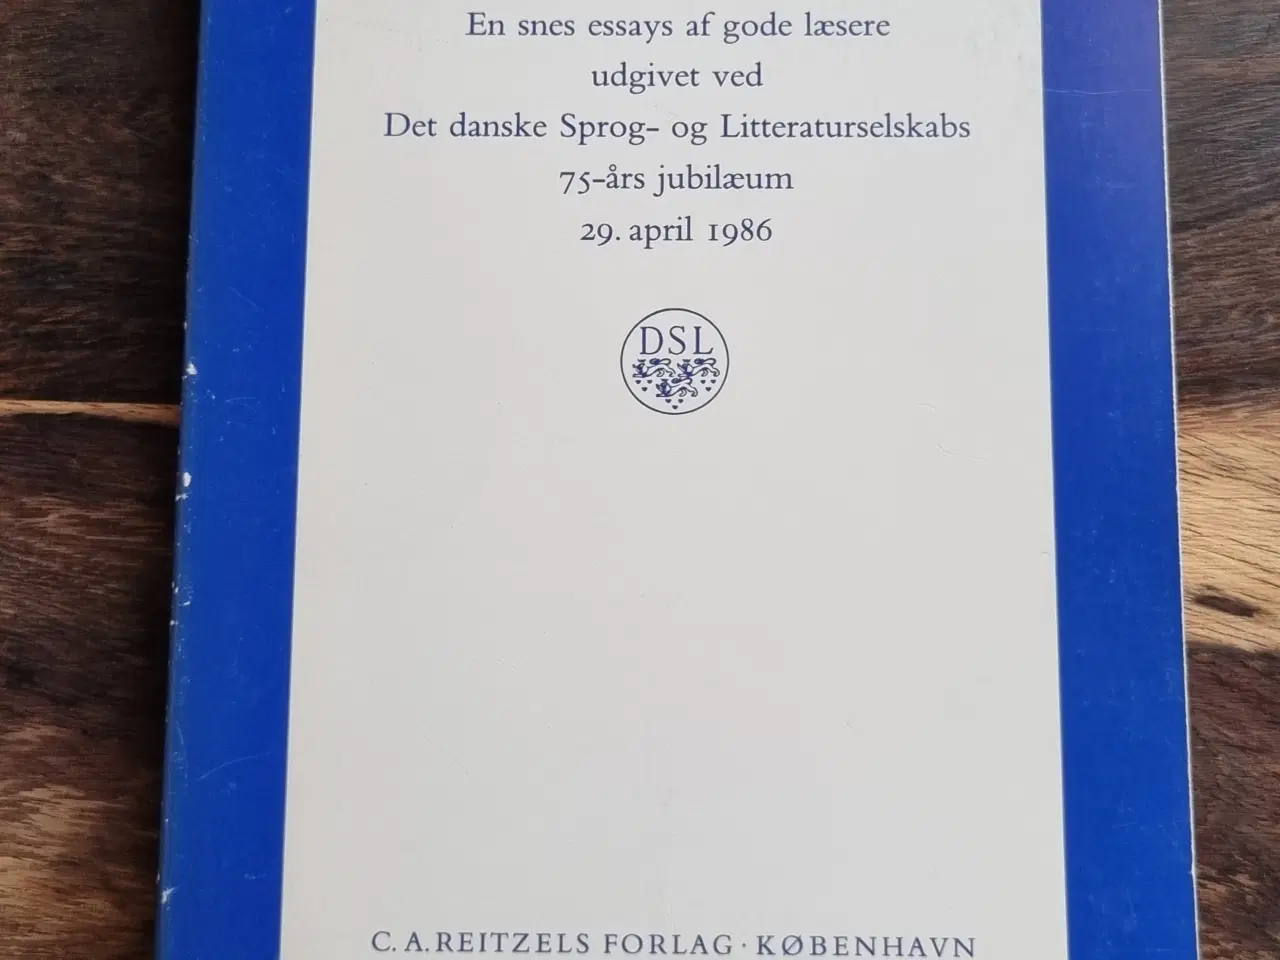 En snes essays af gode læsere
udgivet ved
Det danske Sprog- og Litteraturselskabs
75-års jubilæum
29. april 1986
DSL
C. A. REITZELS FORLAG · KØBENHAVN